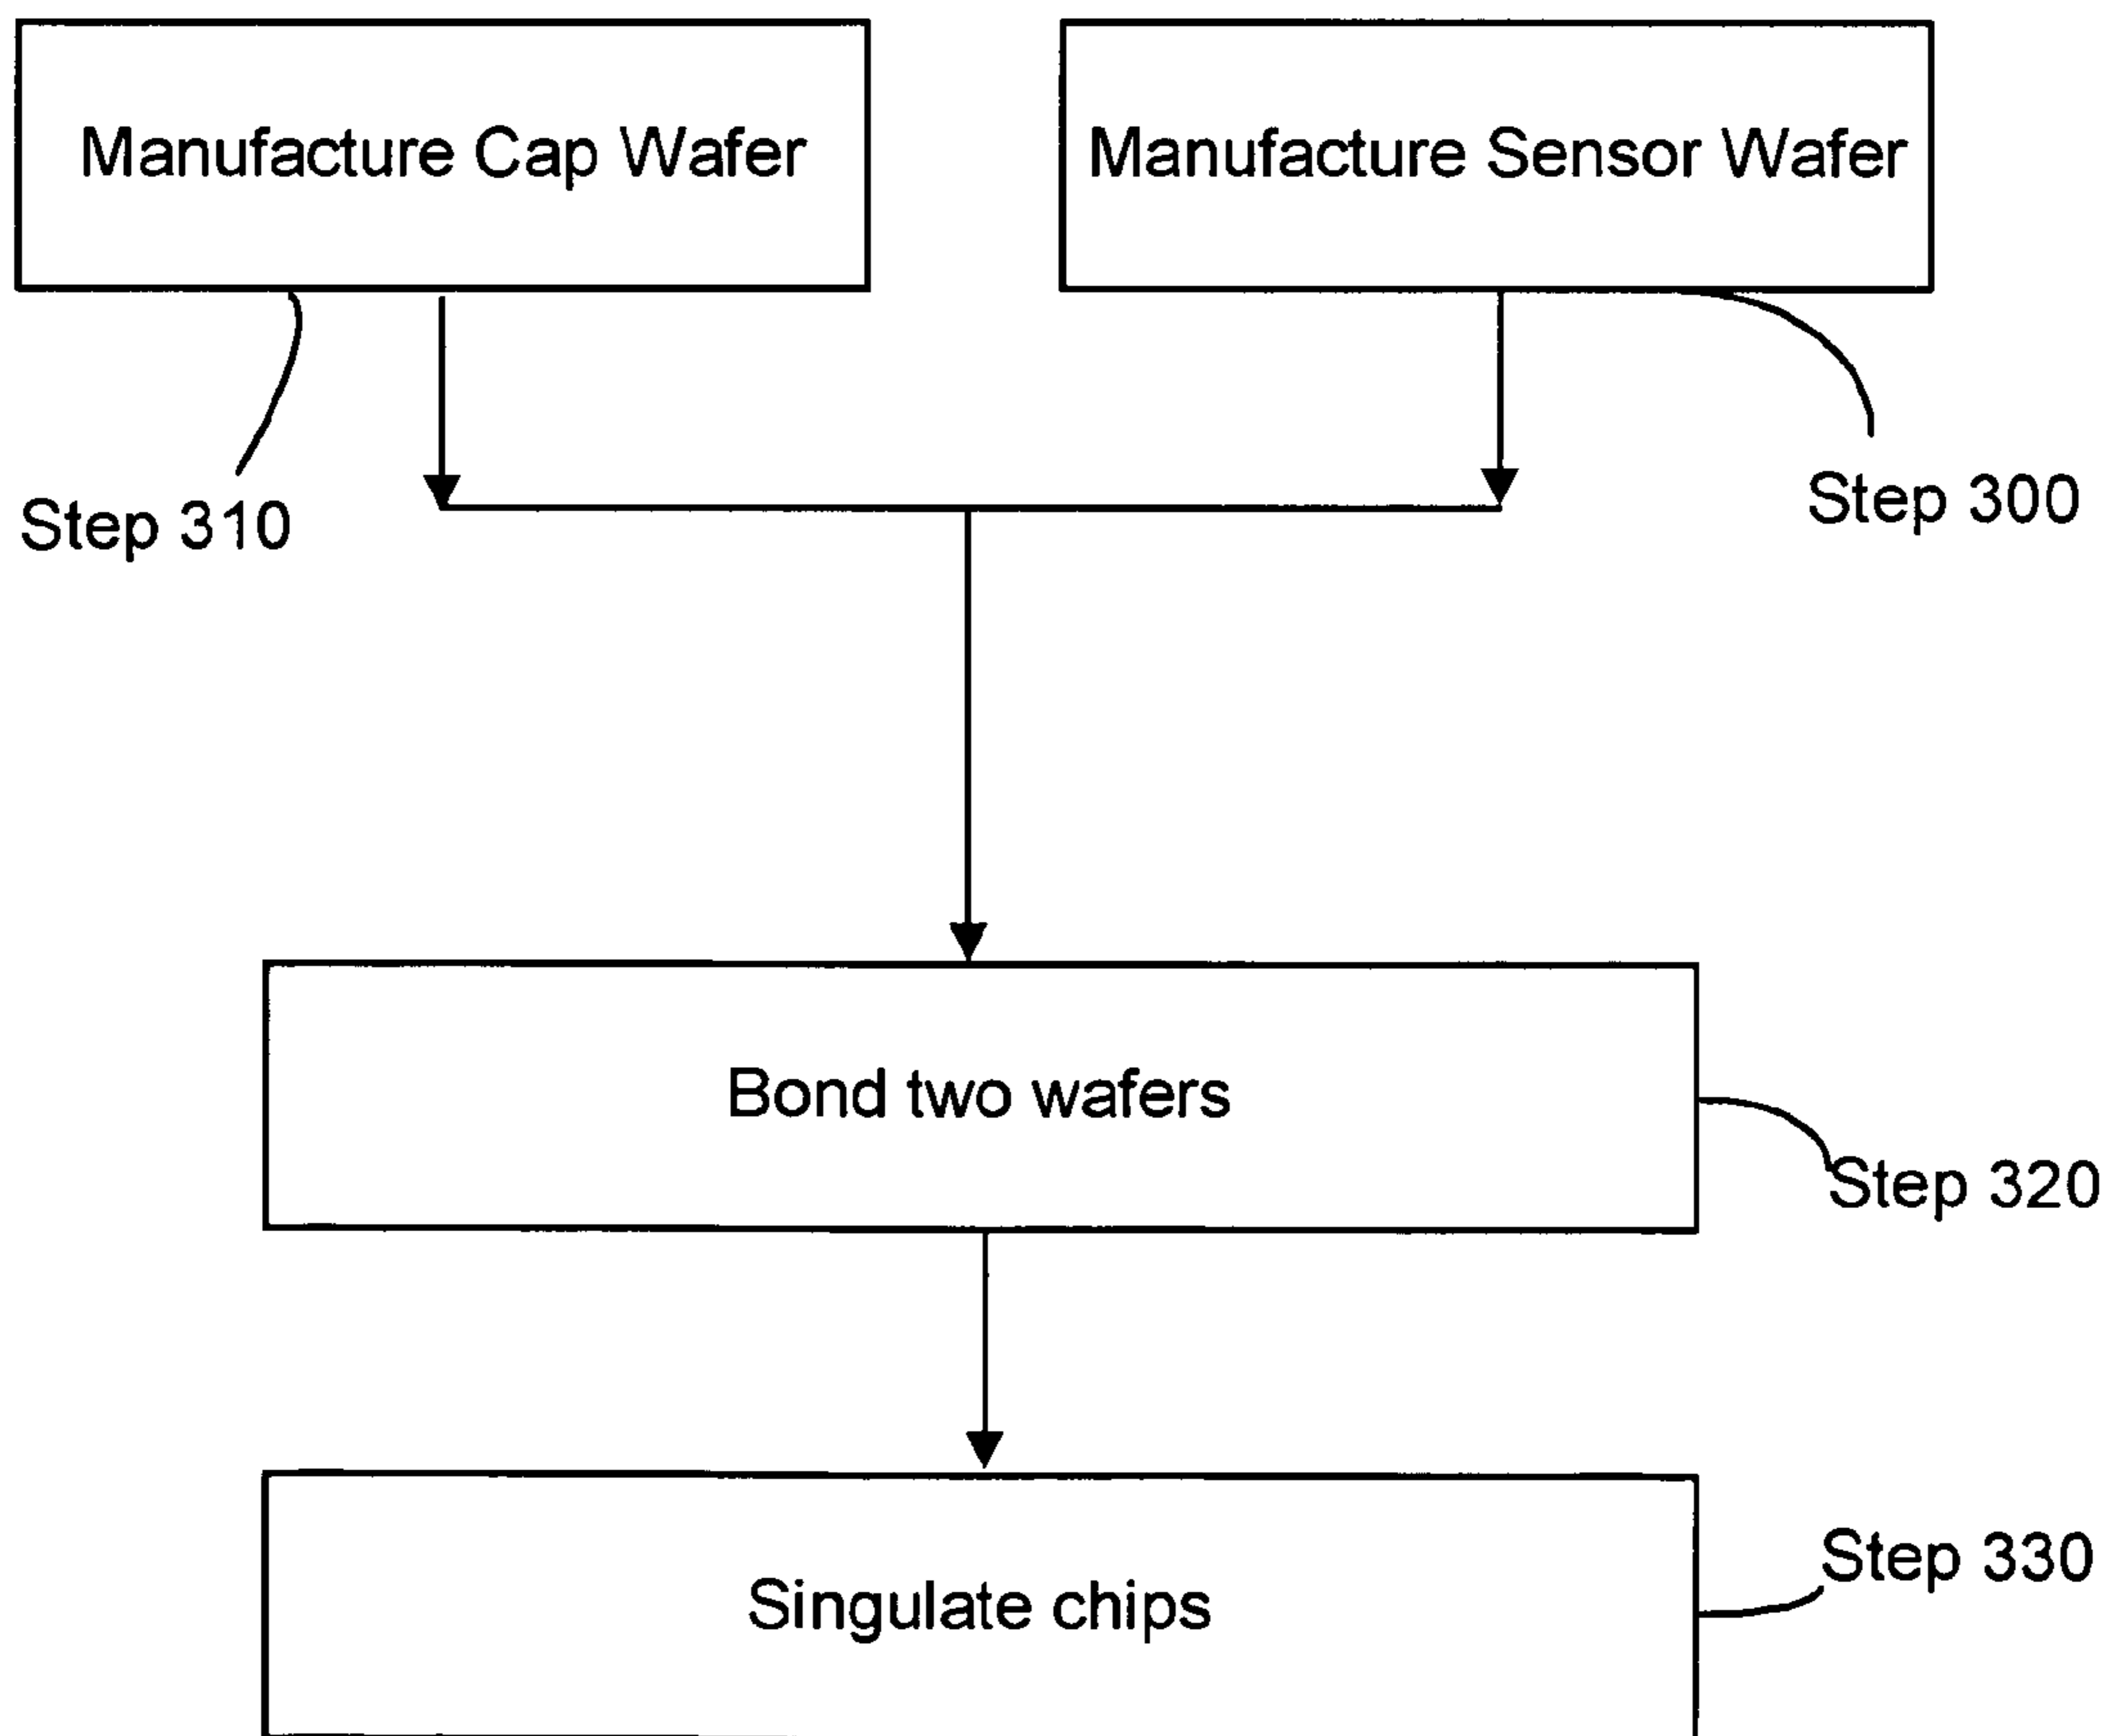 Manufacture Cap Wafer
Manufacture Sensor Wafer
Step 310
Step 300
Bond two wafers
Step 320
Step 330
Singulate chips